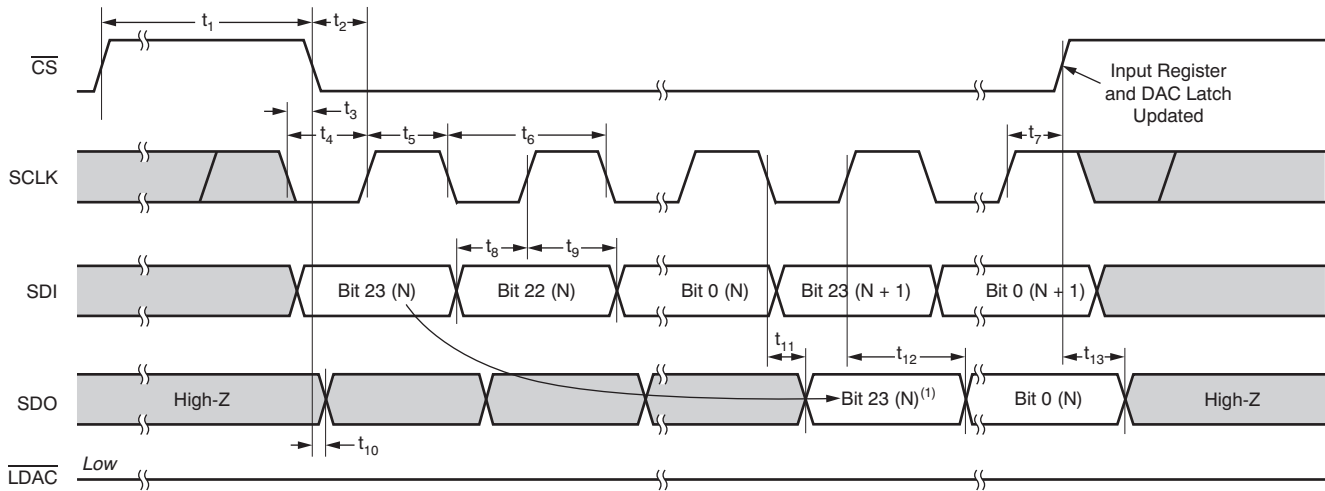 t1 t2
CS
Input Register
and DAC Latch
Updated
t3
t4 t5 t6 t7
SCLK
t8 t9
SDI Bit 23 (N) Bit 22 (N) Bit 0 (N) Bit 23 (N + 1) Bit 0 (N + 1)
t11 t12 t13
SDO High-Z Bit 23 (N)(1) Bit 0 (N) High-Z
t10
LDAC Low